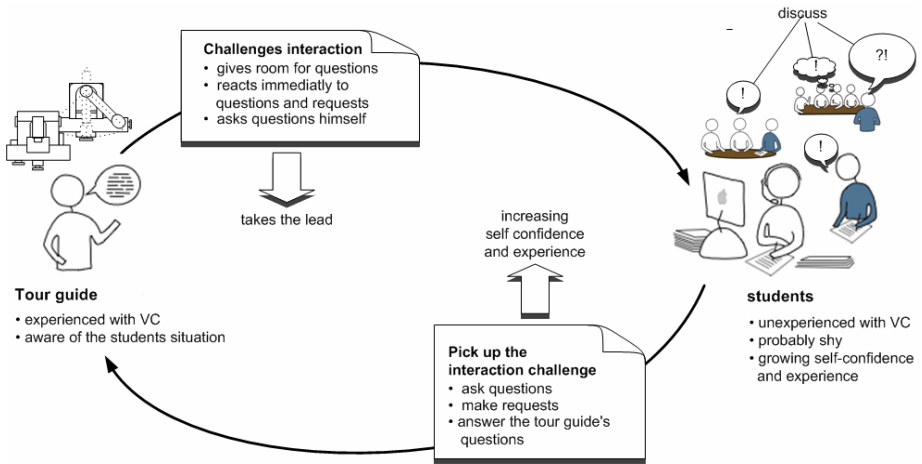 discuss
Challenges interaction
• gives room for questions
• reacts immediatly to
questions and requests
• asks questions himself
?!
!
!
!
takes the lead
increasing
self confidence
and experience
Tour guide
• experienced with VC
• aware of the students situation
students
• unexperienced with VC
• probably shy
• growing self-confidence
and experience
Pick up the
interaction challenge
• ask questions
• make requests
• answer the tour guide's
questions